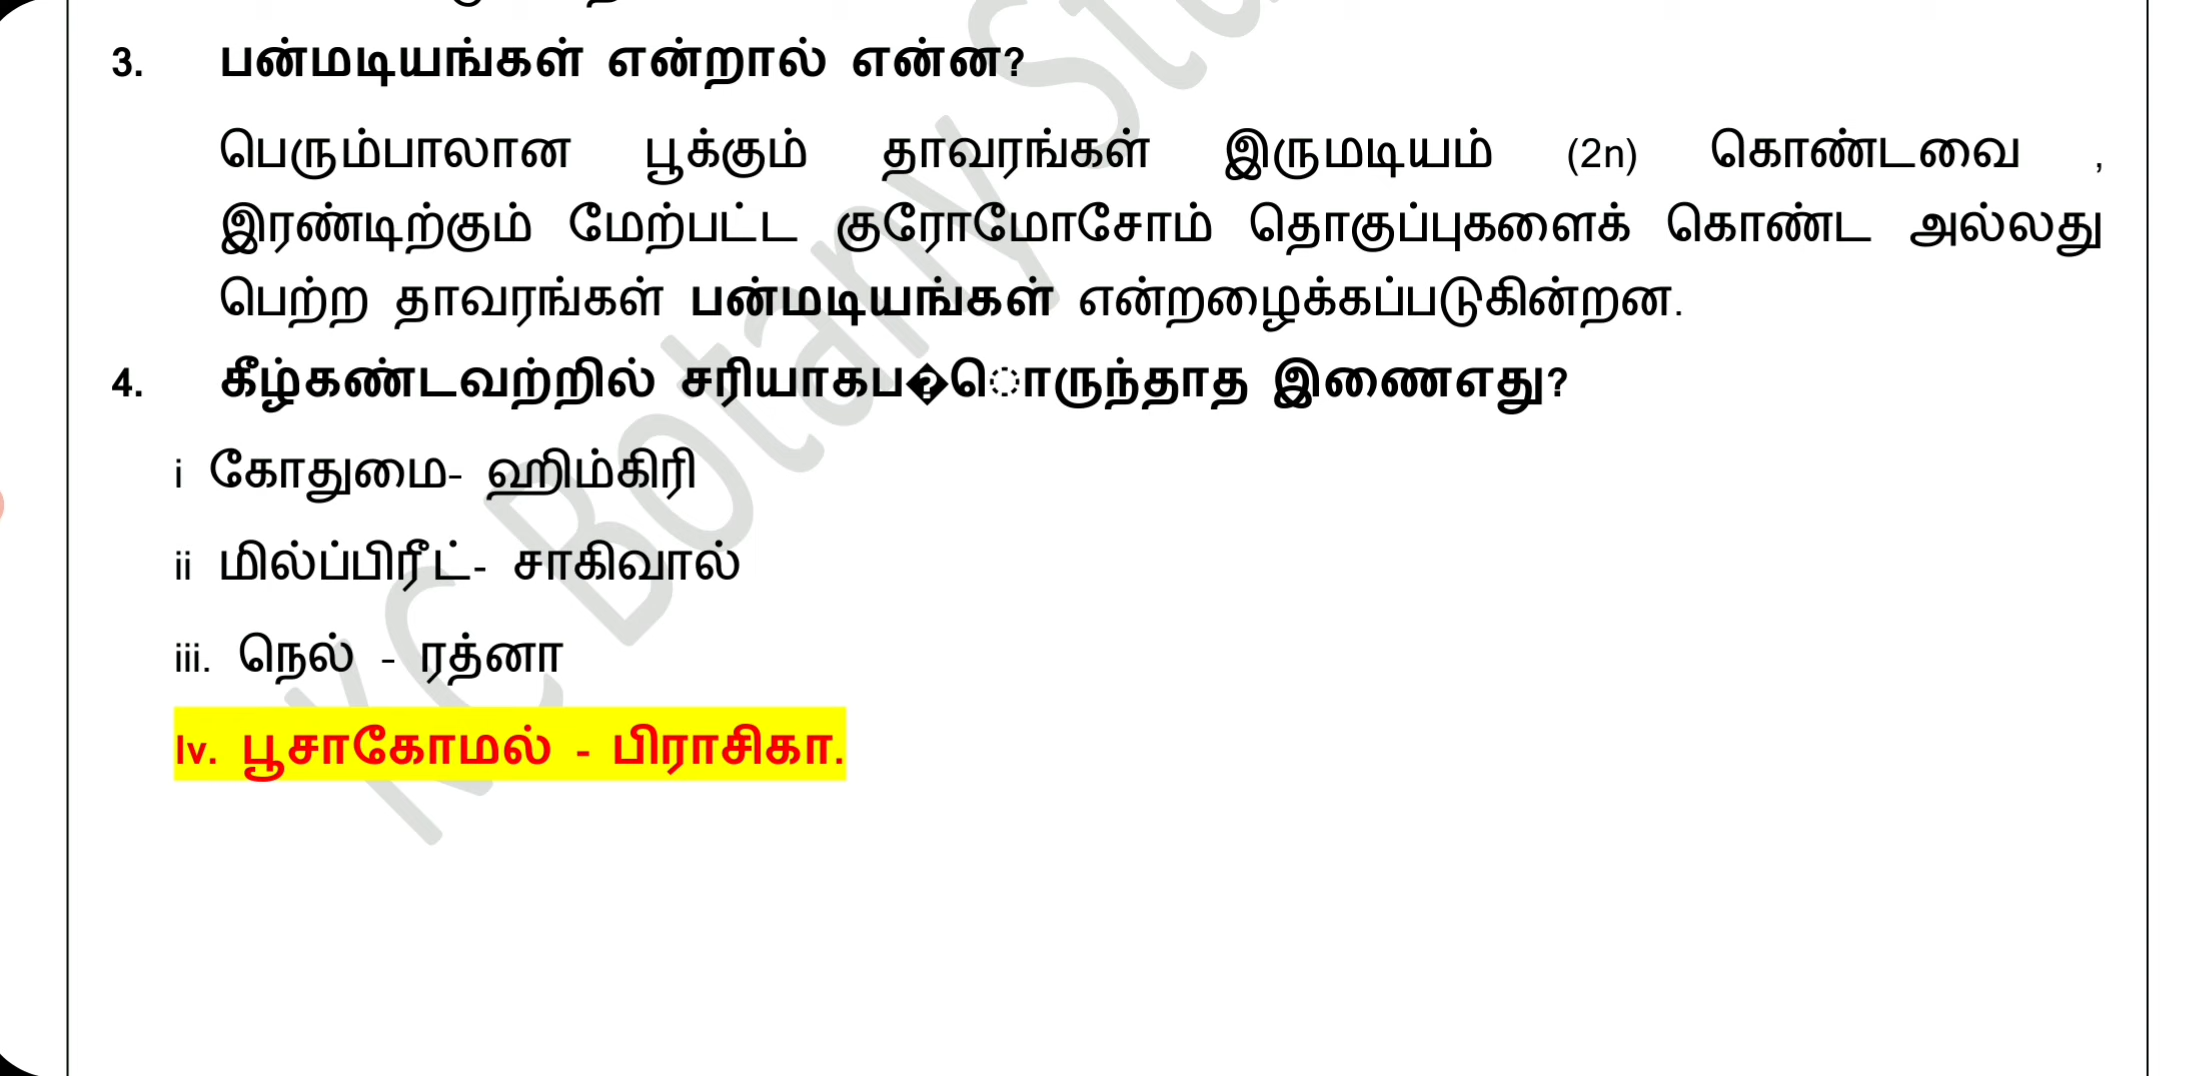 3. பன்மடியங்கள் என்றால் என்ன?
பெரும்பாலான பூக்கும் தாவரங்கள் இருமடியம் (2n) கொண்டவை ,
இரண்டிற்கும் மேற்பட்ட குரோமோசோம் தொகுப்புகளைக் கொண்ட அல்லது
பெற்ற தாவரங்கள் பன்மடியங்கள் என்றழைக்கப்படுகின்றன.
4. கீழ்கண்டவற்றில் சரியாகப�ொருந்தாத இணைஎது?
i கோதுமை- ஹிம்கிரி
ii மில்ப்பிரீட்- சாகிவால்
iii. நெல் - ரத்னா
Iv. பூசாகோமல் - பிராசிகா.
KC Botany